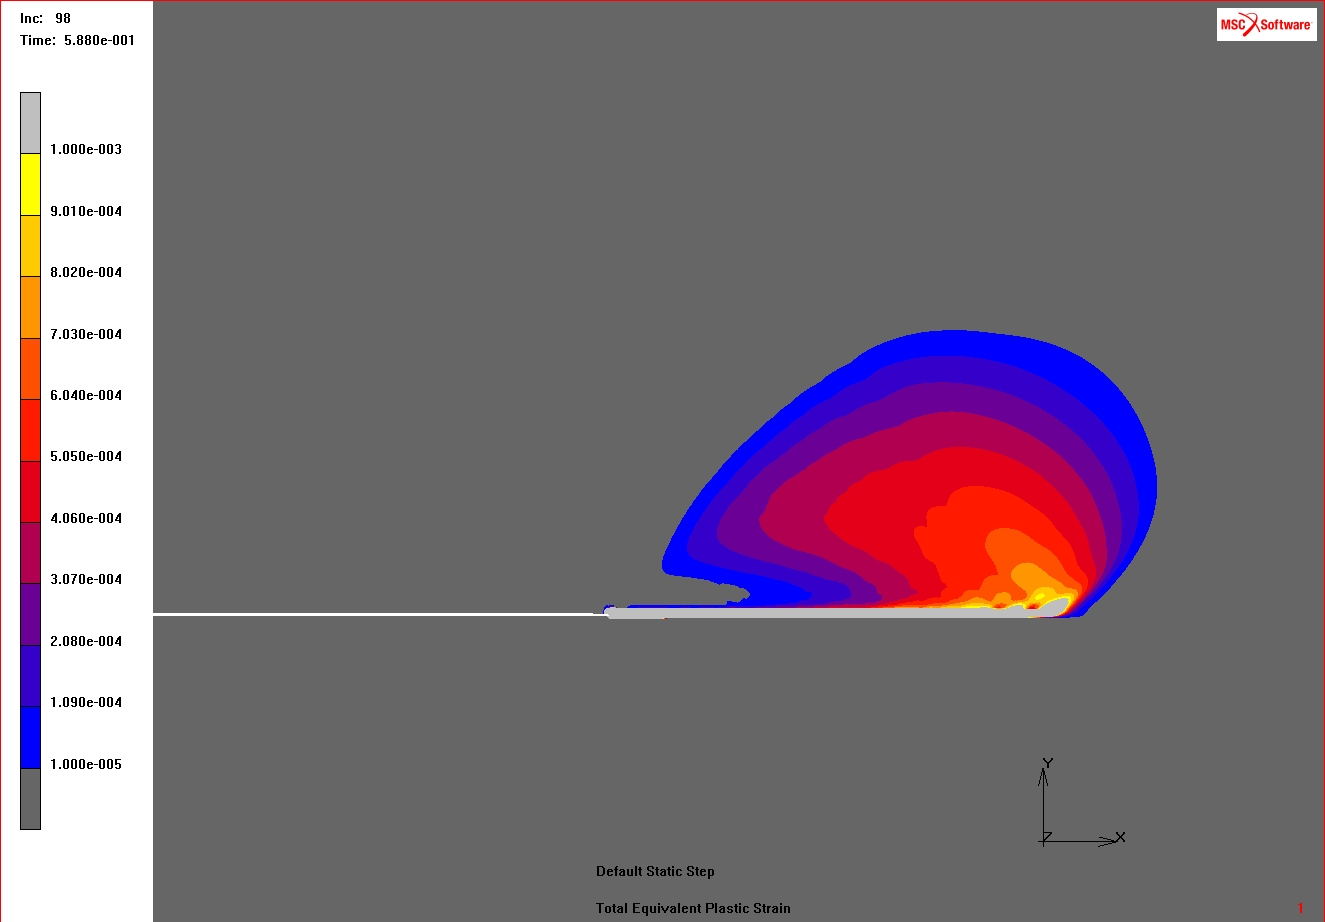 Inc: 98
Time: 5.880e-001
MSC Software
1.000e-003
9.010e-004
8.020e-004
7.030e-004
6.040e-004
5.050e-004
4.060e-004
3.070e-004
2.080e-004
1.090e-004
1.000e-005
Y
Z
X
Default Static Step
Total Equivalent Plastic Strain
1